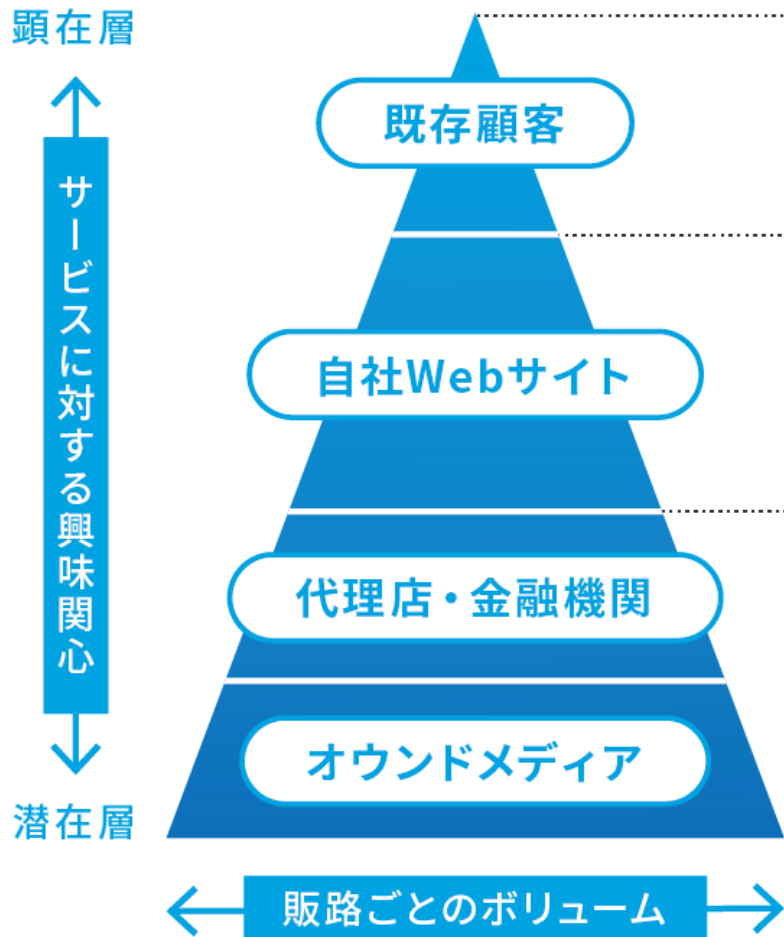 顕在層
既存顧客
サービスに対する興味関心
自社Webサイト
代理店・金融機関
オウンドメディア
潜在層
販路ごとのボリューム